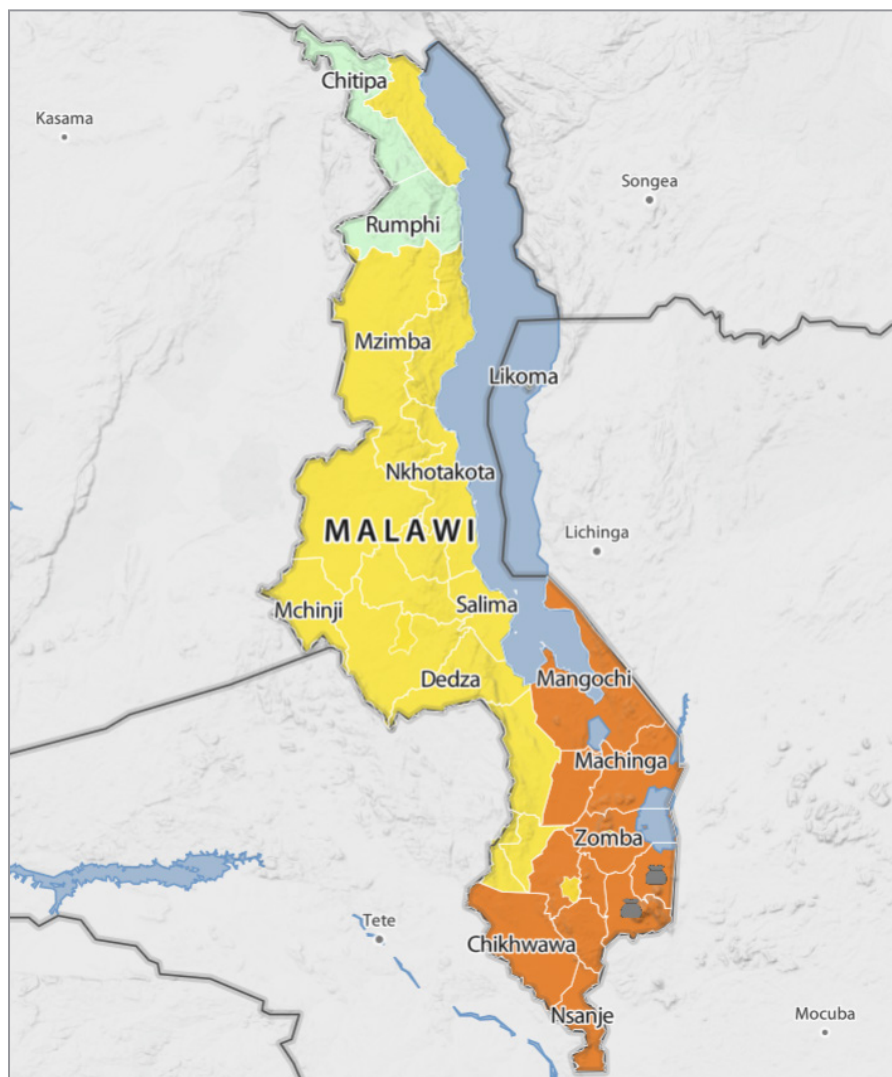 Chitipa
Kasama
Songea
Rumphi
Mzimba
Likoma
Nkhotakota
MALAWI
Lichinga
Mchinji
Salima
Dedza
Mangochi
Machinga
Zomba
Tete
Chikhwawa
Nsanje
Mocuba